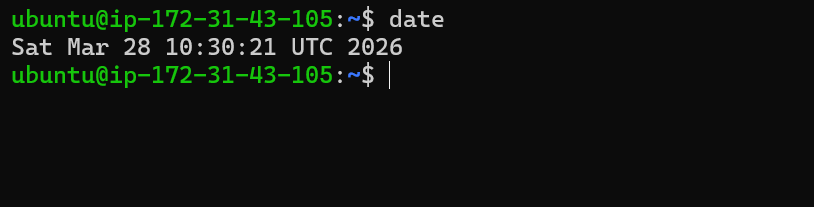 ubuntu@ip-172-31-43-105:~$ date
Sat Mar 28 10:30:21 UTC 2026
ubuntu@ip-172-31-43-105:~$